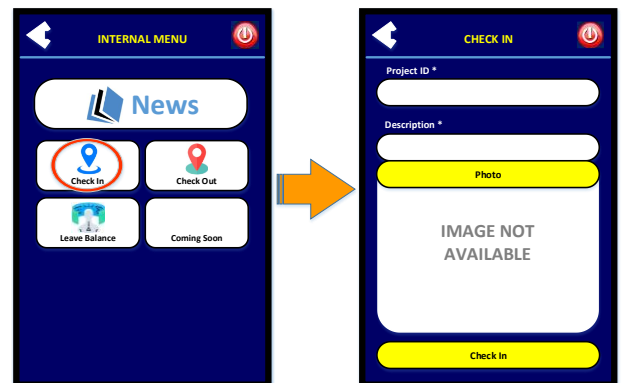 INTERNAL MENU
News
Check In
Check Out
Leave Balance
Coming Soon
CHECK IN
Project ID *
Description *
Photo
IMAGE NOT
AVAILABLE
Check In